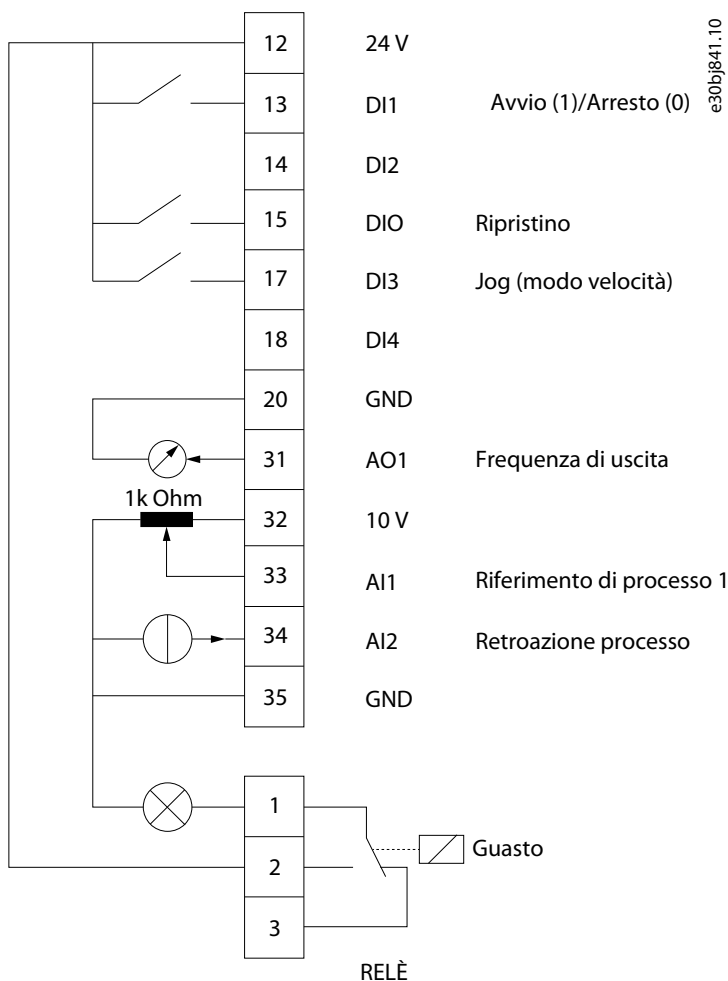 e30bj841.10
12 24 V
13 DI1 Avvio (1)/Arresto (0)
14 DI2
15 DIO Ripristino
17 DI3 Jog (modo velocità)
18 DI4
20 GND
31 AO1 Frequenza di uscita
1k Ohm
32 10 V
33 AI1 Riferimento di processo 1
34 AI2 Retroazione processo
35 GND
1
Guasto
2
3
RELÈ